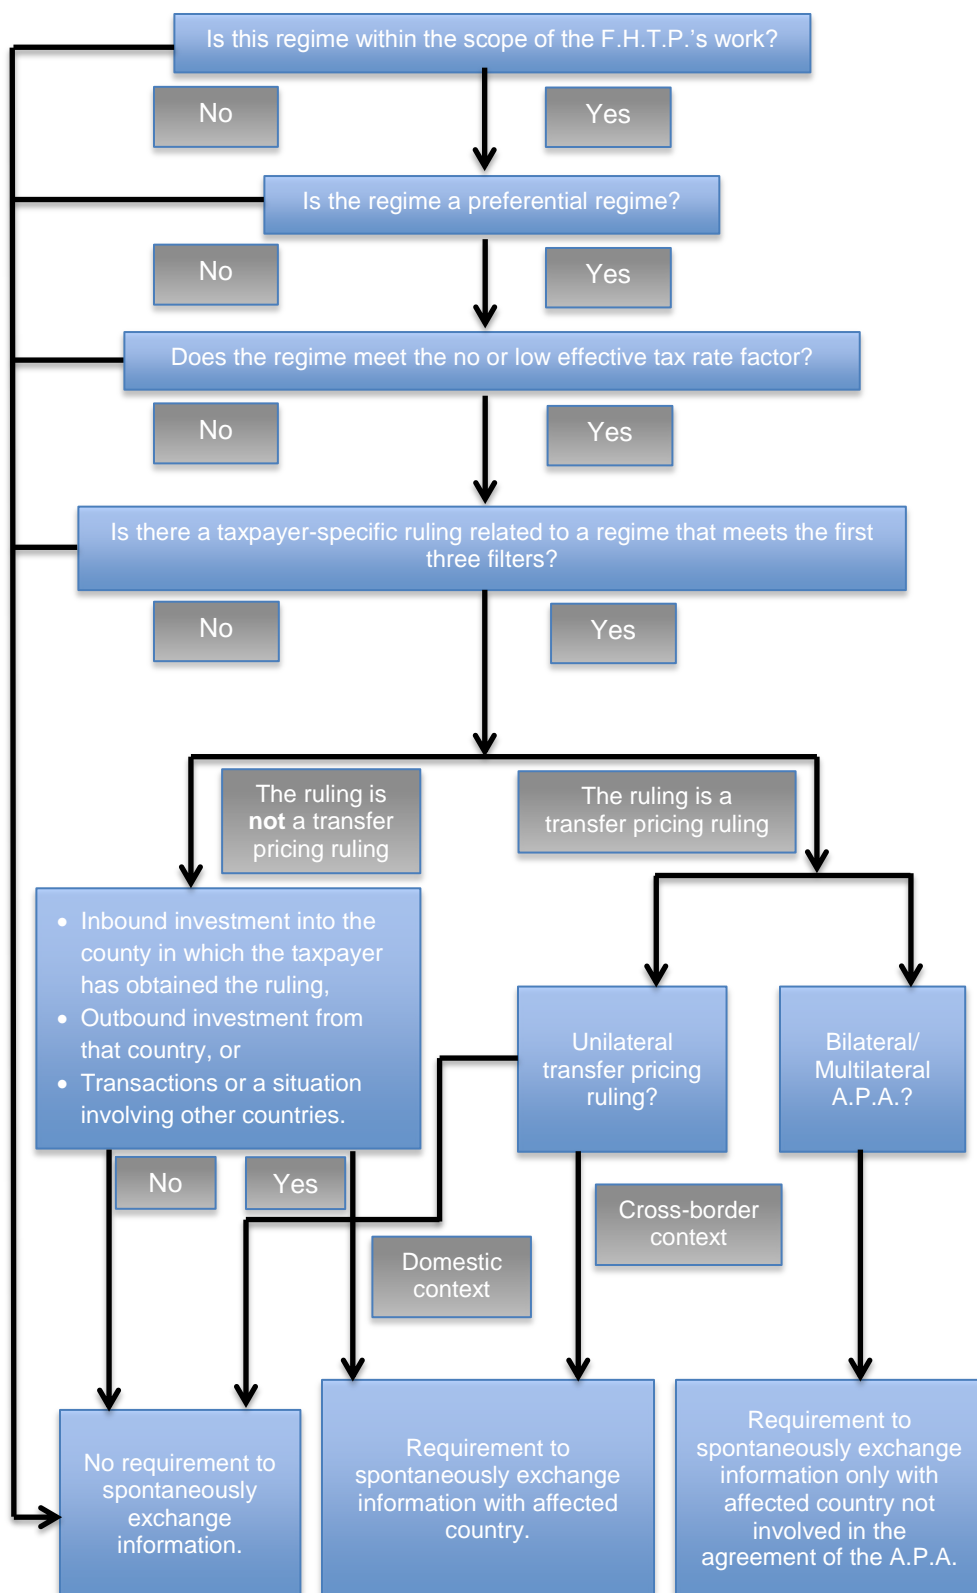 Is this regime within the scope of the F.H.T.P.’s work?
No
Yes
Is the regime a preferential regime?
No
Yes
Does the regime meet the no or low effective tax rate factor?
No
Yes
Is there a taxpayer-specific ruling related to a regime that meets the first
three filters?
No
Yes
The ruling is
not a transfer
pricing ruling
The ruling is a
transfer pricing ruling
• Inbound investment into the
county in which the taxpayer
has obtained the ruling,
• Outbound investment from
that country, or
• Transactions or a situation
involving other countries.
Unilateral
transfer pricing
ruling?
Bilateral/
Multilateral
A.P.A.?
No
Yes
Cross-border
context
Domestic
context
No requirement to
spontaneously
exchange
information.
Requirement to
spontaneously exchange
information with affected
country.
Requirement to
spontaneously exchange
information only with
affected country not
involved in the
agreement of the A.P.A.